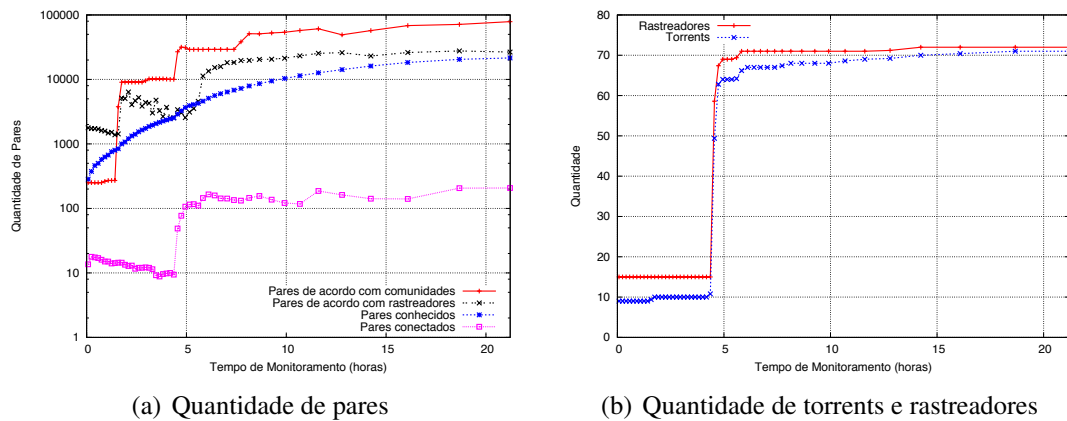 100000
10000
1000
100
10
1
Quantidade de Pares
0 5 10 15 20
Tempo de Monitoramento (horas)
Pares de acordo com comunidades
Pares de acordo com rastreadores
Pares conhecidos
Pares conectados
(a) Quantidade de pares
80
70
60
50
40
30
20
10
0
Quantidade
0 5 10 15 20
Tempo de Monitoramento (horas)
Rastreadores
Torrents
(b) Quantidade de torrents e rastreadores